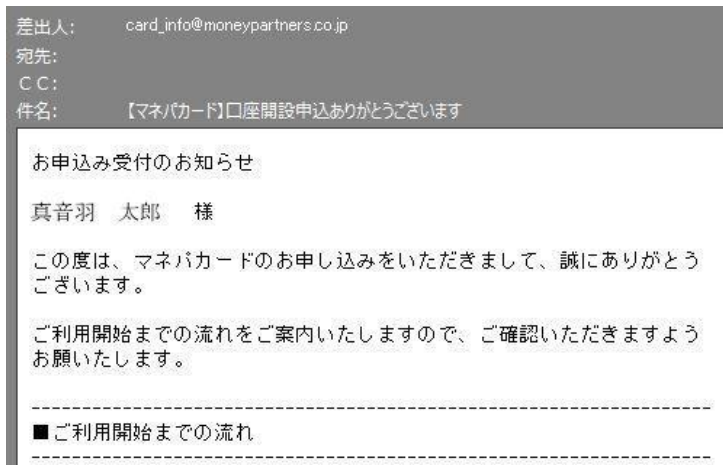 差出人: card_info@moneypartners.co.jp
宛先:
CC:
件名: 【マネパカード】口座開設申込ありがとうございます
お申込み受付のお知らせ
真音羽 太郎 様
この度は、マネパカードのお申し込みをいただきまして、誠にありがとう
ございます。
ご利用開始までの流れをご案内いたしますので、ご確認いただきますよう
お願いいたします。
--------------------------------------------------------------------
■ご利用開始までの流れ
--------------------------------------------------------------------